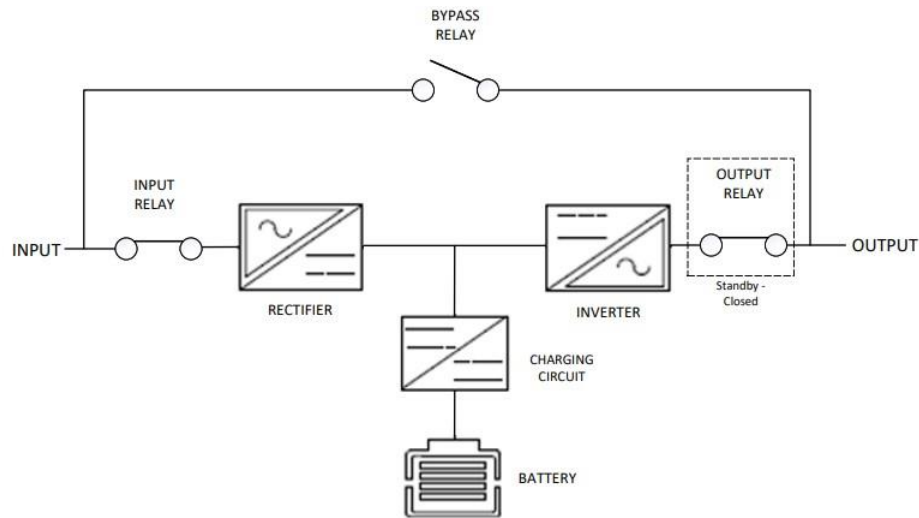 BYPASS
RELAY
INPUT
RELAY
OUTPUT
RELAY
INPUT
OUTPUT
Standby -
Closed
RECTIFIER
INVERTER
CHARGING
CIRCUIT
BATTERY